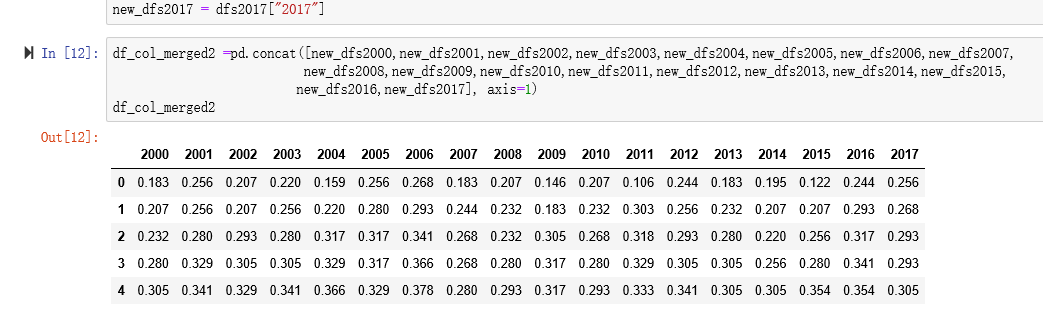 new_dfs2017 = dfs2017["2017"]
In [12]: df_col_merged2 =pd.concat([new_dfs2000,new_dfs2001,new_dfs2002,new_dfs2003,new_dfs2004,new_dfs2005,new_dfs2006,new_dfs2007,
new_dfs2008,new_dfs2009,new_dfs2010,new_dfs2011,new_dfs2012,new_dfs2013,new_dfs2014,new_dfs2015,
new_dfs2016,new_dfs2017], axis=1)
df_col_merged2
Out[12]:
2000 2001 2002 2003 2004 2005 2006 2007 2008 2009 2010 2011 2012 2013 2014 2015 2016 2017
0 0.183 0.256 0.207 0.220 0.159 0.256 0.268 0.183 0.207 0.146 0.207 0.106 0.244 0.183 0.195 0.122 0.244 0.256
1 0.207 0.256 0.207 0.256 0.220 0.280 0.293 0.244 0.232 0.183 0.232 0.303 0.256 0.232 0.207 0.207 0.293 0.268
2 0.232 0.280 0.293 0.280 0.317 0.317 0.341 0.268 0.232 0.305 0.268 0.318 0.293 0.280 0.220 0.256 0.317 0.293
3 0.280 0.329 0.305 0.305 0.329 0.317 0.366 0.268 0.280 0.317 0.280 0.329 0.305 0.305 0.256 0.280 0.341 0.293
4 0.305 0.341 0.329 0.341 0.366 0.329 0.378 0.280 0.293 0.317 0.293 0.333 0.341 0.305 0.305 0.354 0.354 0.305